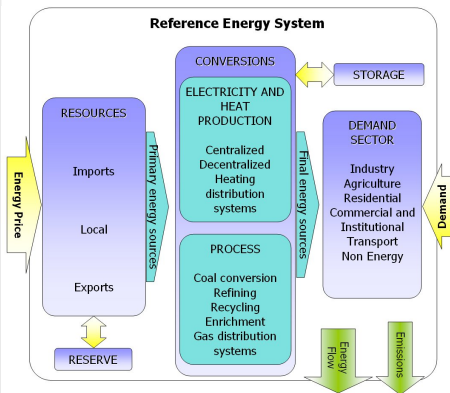 Reference Energy System
Energy Price
RESOURCES
Imports
Local
Exports
RESERVE
Primary energy sources
CONVERSIONS
ELECTRICITY AND
HEAT
PRODUCTION
Centralized
Decentralized
Heating
distribution
systems
PROCESS
Coal conversion
Refining
Recycling
Enrichment
Gas distribution
systems
Final energy sources
STORAGE
DEMAND
SECTOR
Industry
Agriculture
Residential
Commercial and
Institutional
Transport
Non Energy
Demand
Energy
Flow
Emissions